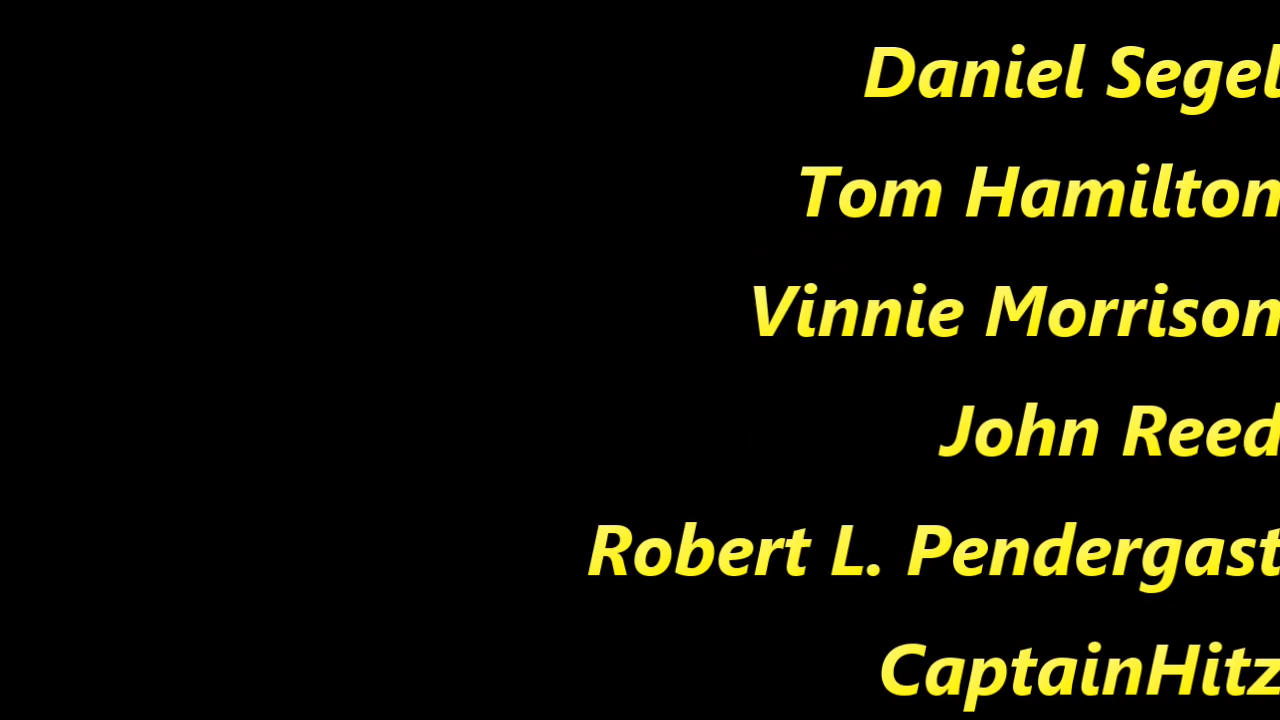 Daniel Segel
Tom Hamilton
Vinnie Morrison
John Reed
Robert L. Pendergast
CaptainHitz